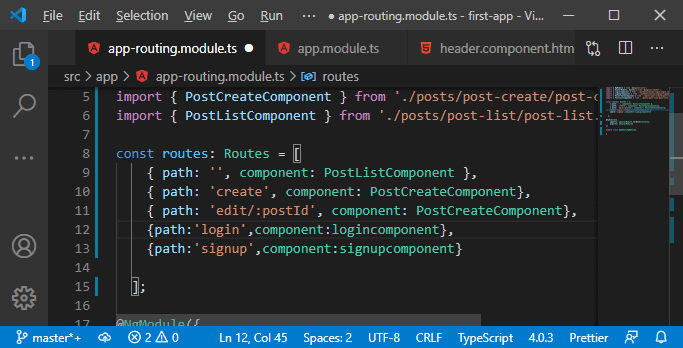 File Edit Selection ··· ● app-routing.module.ts - first-app - Vi...
app-routing.module.ts ● app.module.ts header.component.htm
1
src > app > app-routing.module.ts > routes
5 import { PostCreateComponent } from './posts/post-create/post-c
6 import { PostListComponent } from './posts/post-list/post-list.
7
8 const routes: Routes = [
9 { path: '', component: PostListComponent },
10 { path: 'create', component: PostCreateComponent},
11 { path: 'edit/:postId', component: PostCreateComponent},
12 {path:'login',component:logincomponent},
13 {path:'signup',component:signupcomponent}
14
15 ];
16
17 @NgModule({
master*+ 2 0 Ln 12, Col 45 Spaces: 2 UTF-8 CRLF TypeScript 4.0.3 Prettier